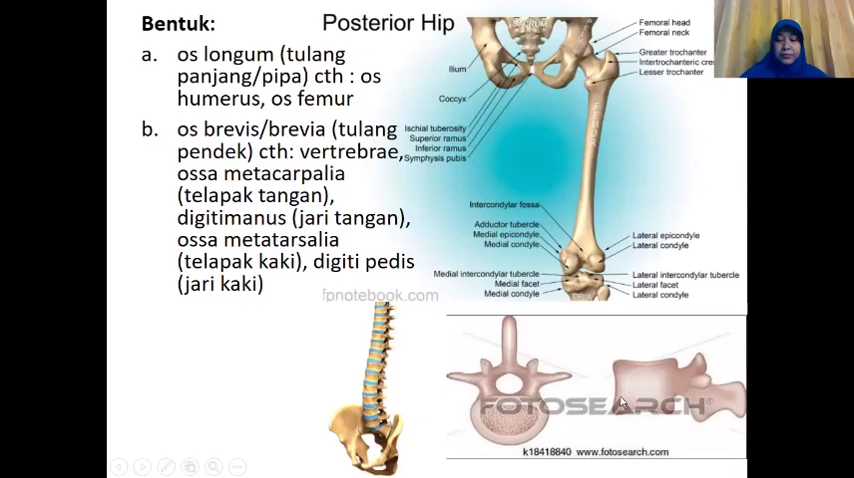 Bentuk:
a. os longum (tulang
panjang/pipa) cth : os
humerus, os femur
b. os brevis/brevia (tulang
pendek) cth: vertrebrae,
ossa metacarpalia
(telapak tangan),
digitimanus (jari tangan),
ossa metatarsalia
(telapak kaki), digiti pedis
(jari kaki)
Posterior Hip
SACRUM
Femoral head
Femoral neck
Greater trochanter
Intertrochanteric
Lesser trochanter
Ilium
Coccyx
Ischial tuberosity
Superior ramus
Inferior ramus
Symphysis pubis
Intercondylar fossa
Adductor tubercle
Medial epicondyle
Medial condyle
Lateral epicondyle
Lateral condyle
Medial intercondylar tubercle
Medial facet
Medial condyle
Lateral intercondylar tubercle
Lateral facet
Lateral condyle
fpnotebook.com
FOTOSEARCH®
k18418840 www.fotosearch.com